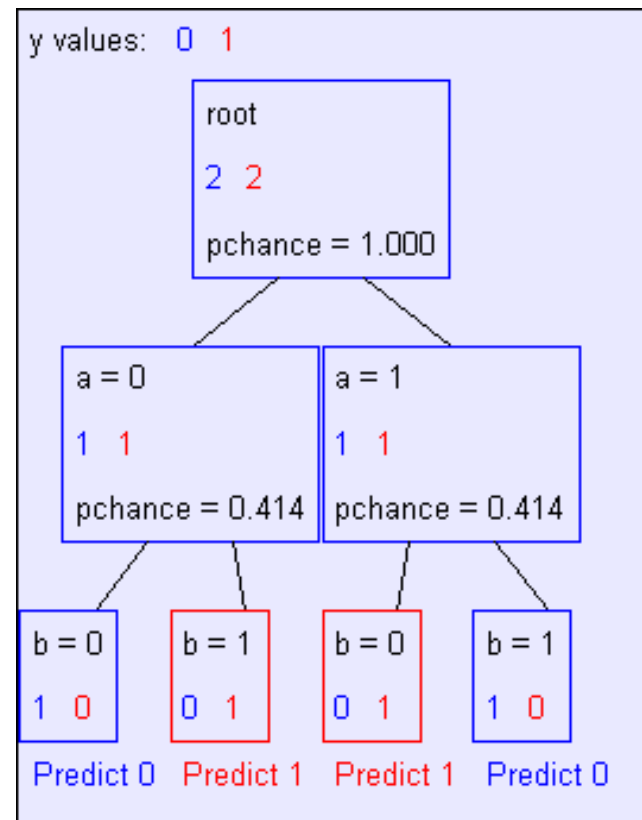 y values: 0 1
root
2 2
pchance = 1.000
a = 0
1 1
pchance = 0.414
a = 1
1 1
pchance = 0.414
b = 0
1 0
Predict 0
b = 1
0 1
Predict 1
b = 0
0 1
Predict 1
b = 1
1 0
Predict 0